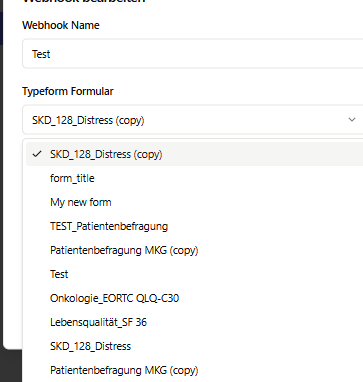 Webhook bearbeiten
Webhook Name
Test
Typeform Formular
SKD_128_Distress (copy)
SKD_128_Distress (copy)
form_title
My new form
TEST_Patientenbefragung
Patientenbefragung MKG (copy)
Test
Onkologie_EORTC QLQ-C30
Lebensqualität_SF 36
SKD_128_Distress
Patientenbefragung MKG (copy)